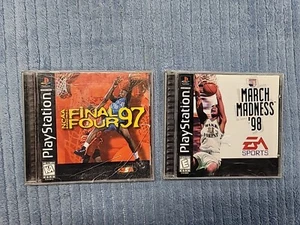 PlayStation
NCAA
FINAL
FOUR 97
PlayStation
MARCH
MADNESS
'98
EA
SPORTS